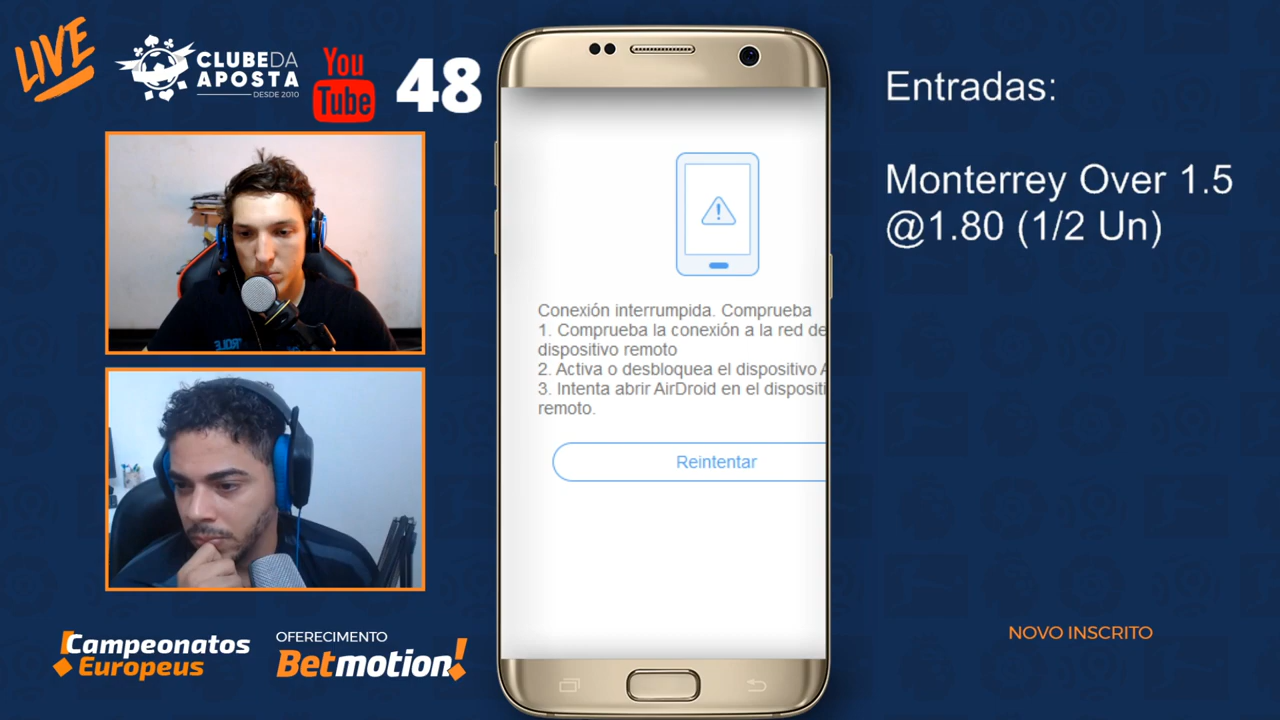 LIVE
CLUBEDA
APOSTA
DESDE 2010
You
Tube
48
Entradas:
Monterrey Over 1.5
@1.80 (1/2 Un)
Conexión interrumpida. Comprueba
1. Comprueba la conexión a la red de
dispositivo remoto
2. Activa o desbloquea el dispositivo A
3. Intenta abrir AirDroid en el dispositi
remoto.
Reintentar
Campeonatos
Europeus
OFERECIMENTO
Betmotion!
NOVO INSCRITO